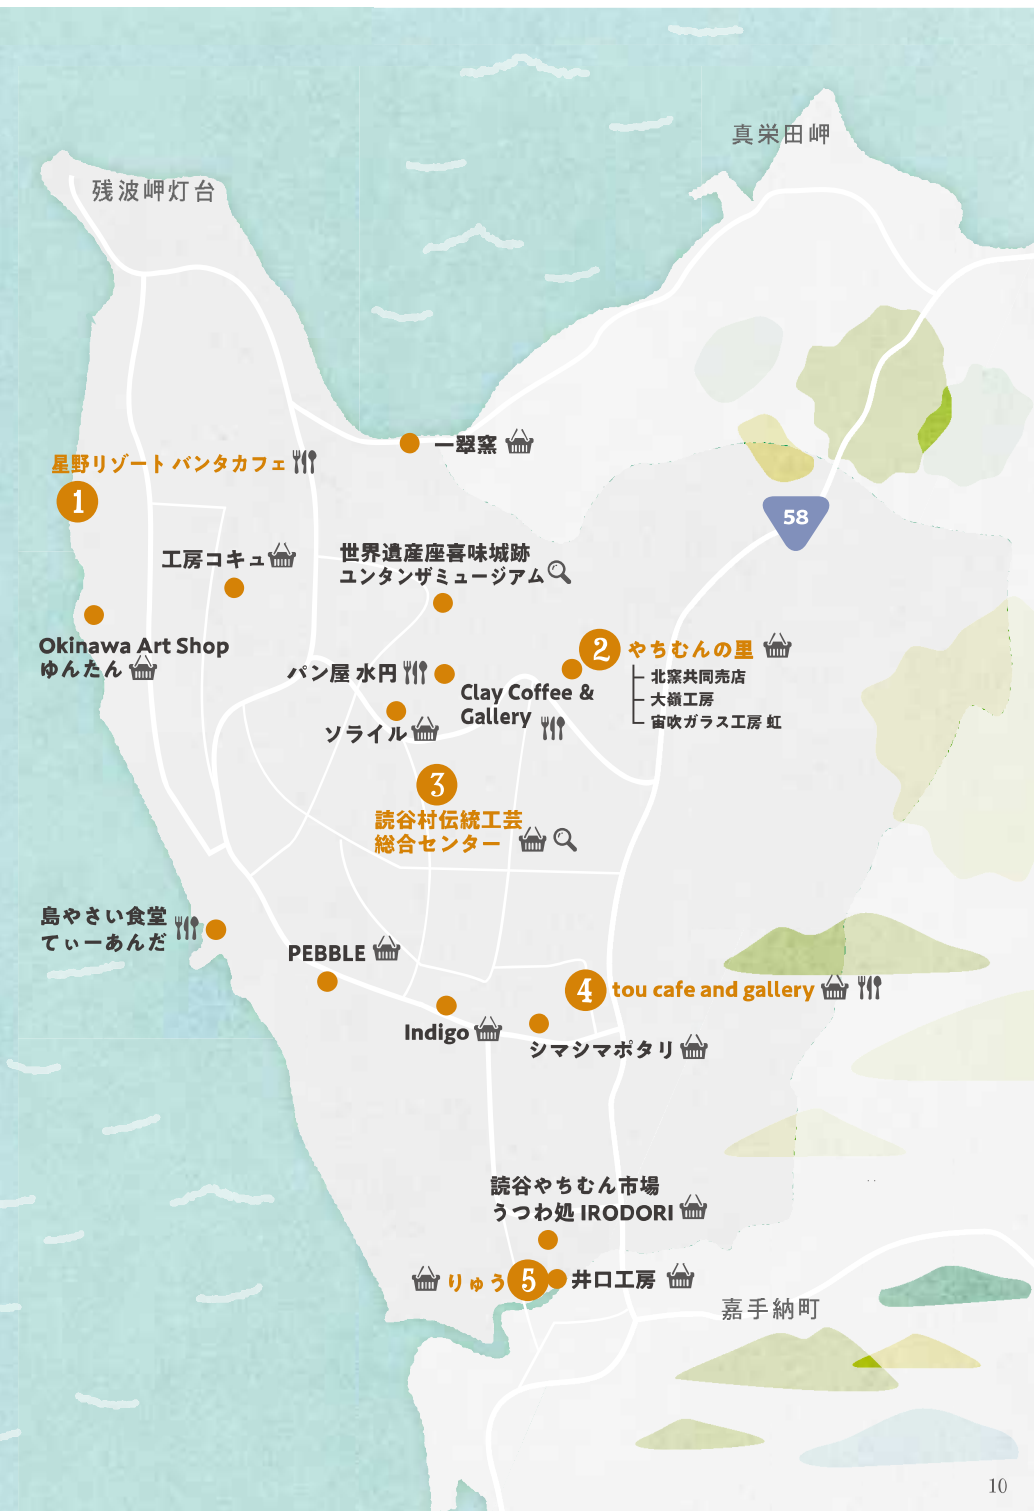 真栄田岬
残波岬灯台
一翠窯
星野リゾート バンタカフェ
1
58
工房コキュ
世界遺産座喜味城跡
ユンタンザミュージアム
Okinawa Art Shop
ゆんたん
2 やちむんの里
北窯共同売店
大嶺工房
宙吹ガラス工房 虹
パン屋 水円
Clay Coffee &
Gallery
ソライル
3
読谷村伝統工芸
総合センター
島やさい食堂
てぃーあんだ
PEBBLE
4 tou cafe and gallery
Indigo
シマシマポタリ
読谷やちむん市場
うつわ処 IRODORI
りゅう 5 井口工房
嘉手納町
10